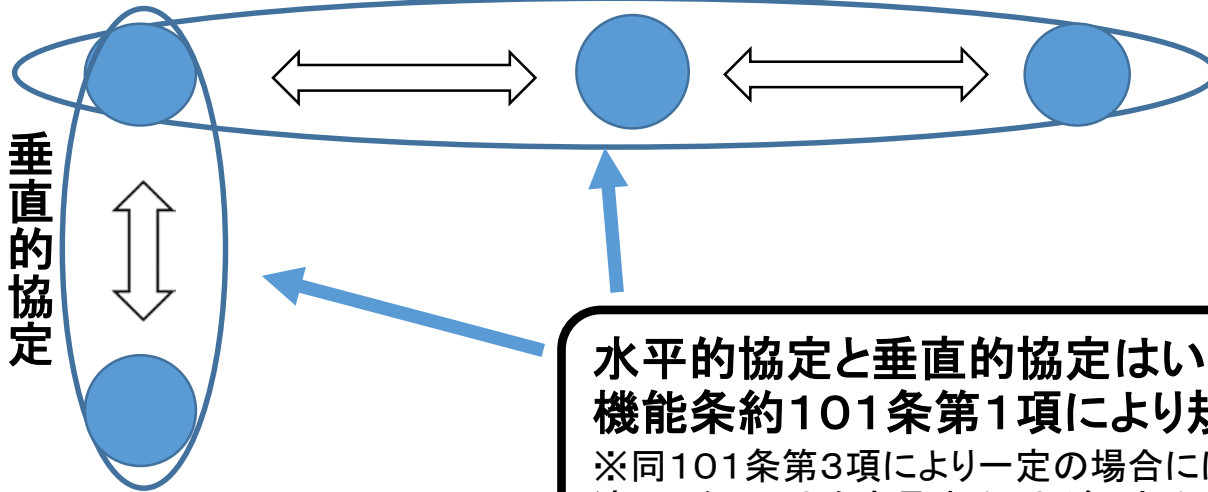 垂直的協定
水平的協定と垂直的協定はい
機能条約101条第1項により
※同101条第3項により一定の場合には